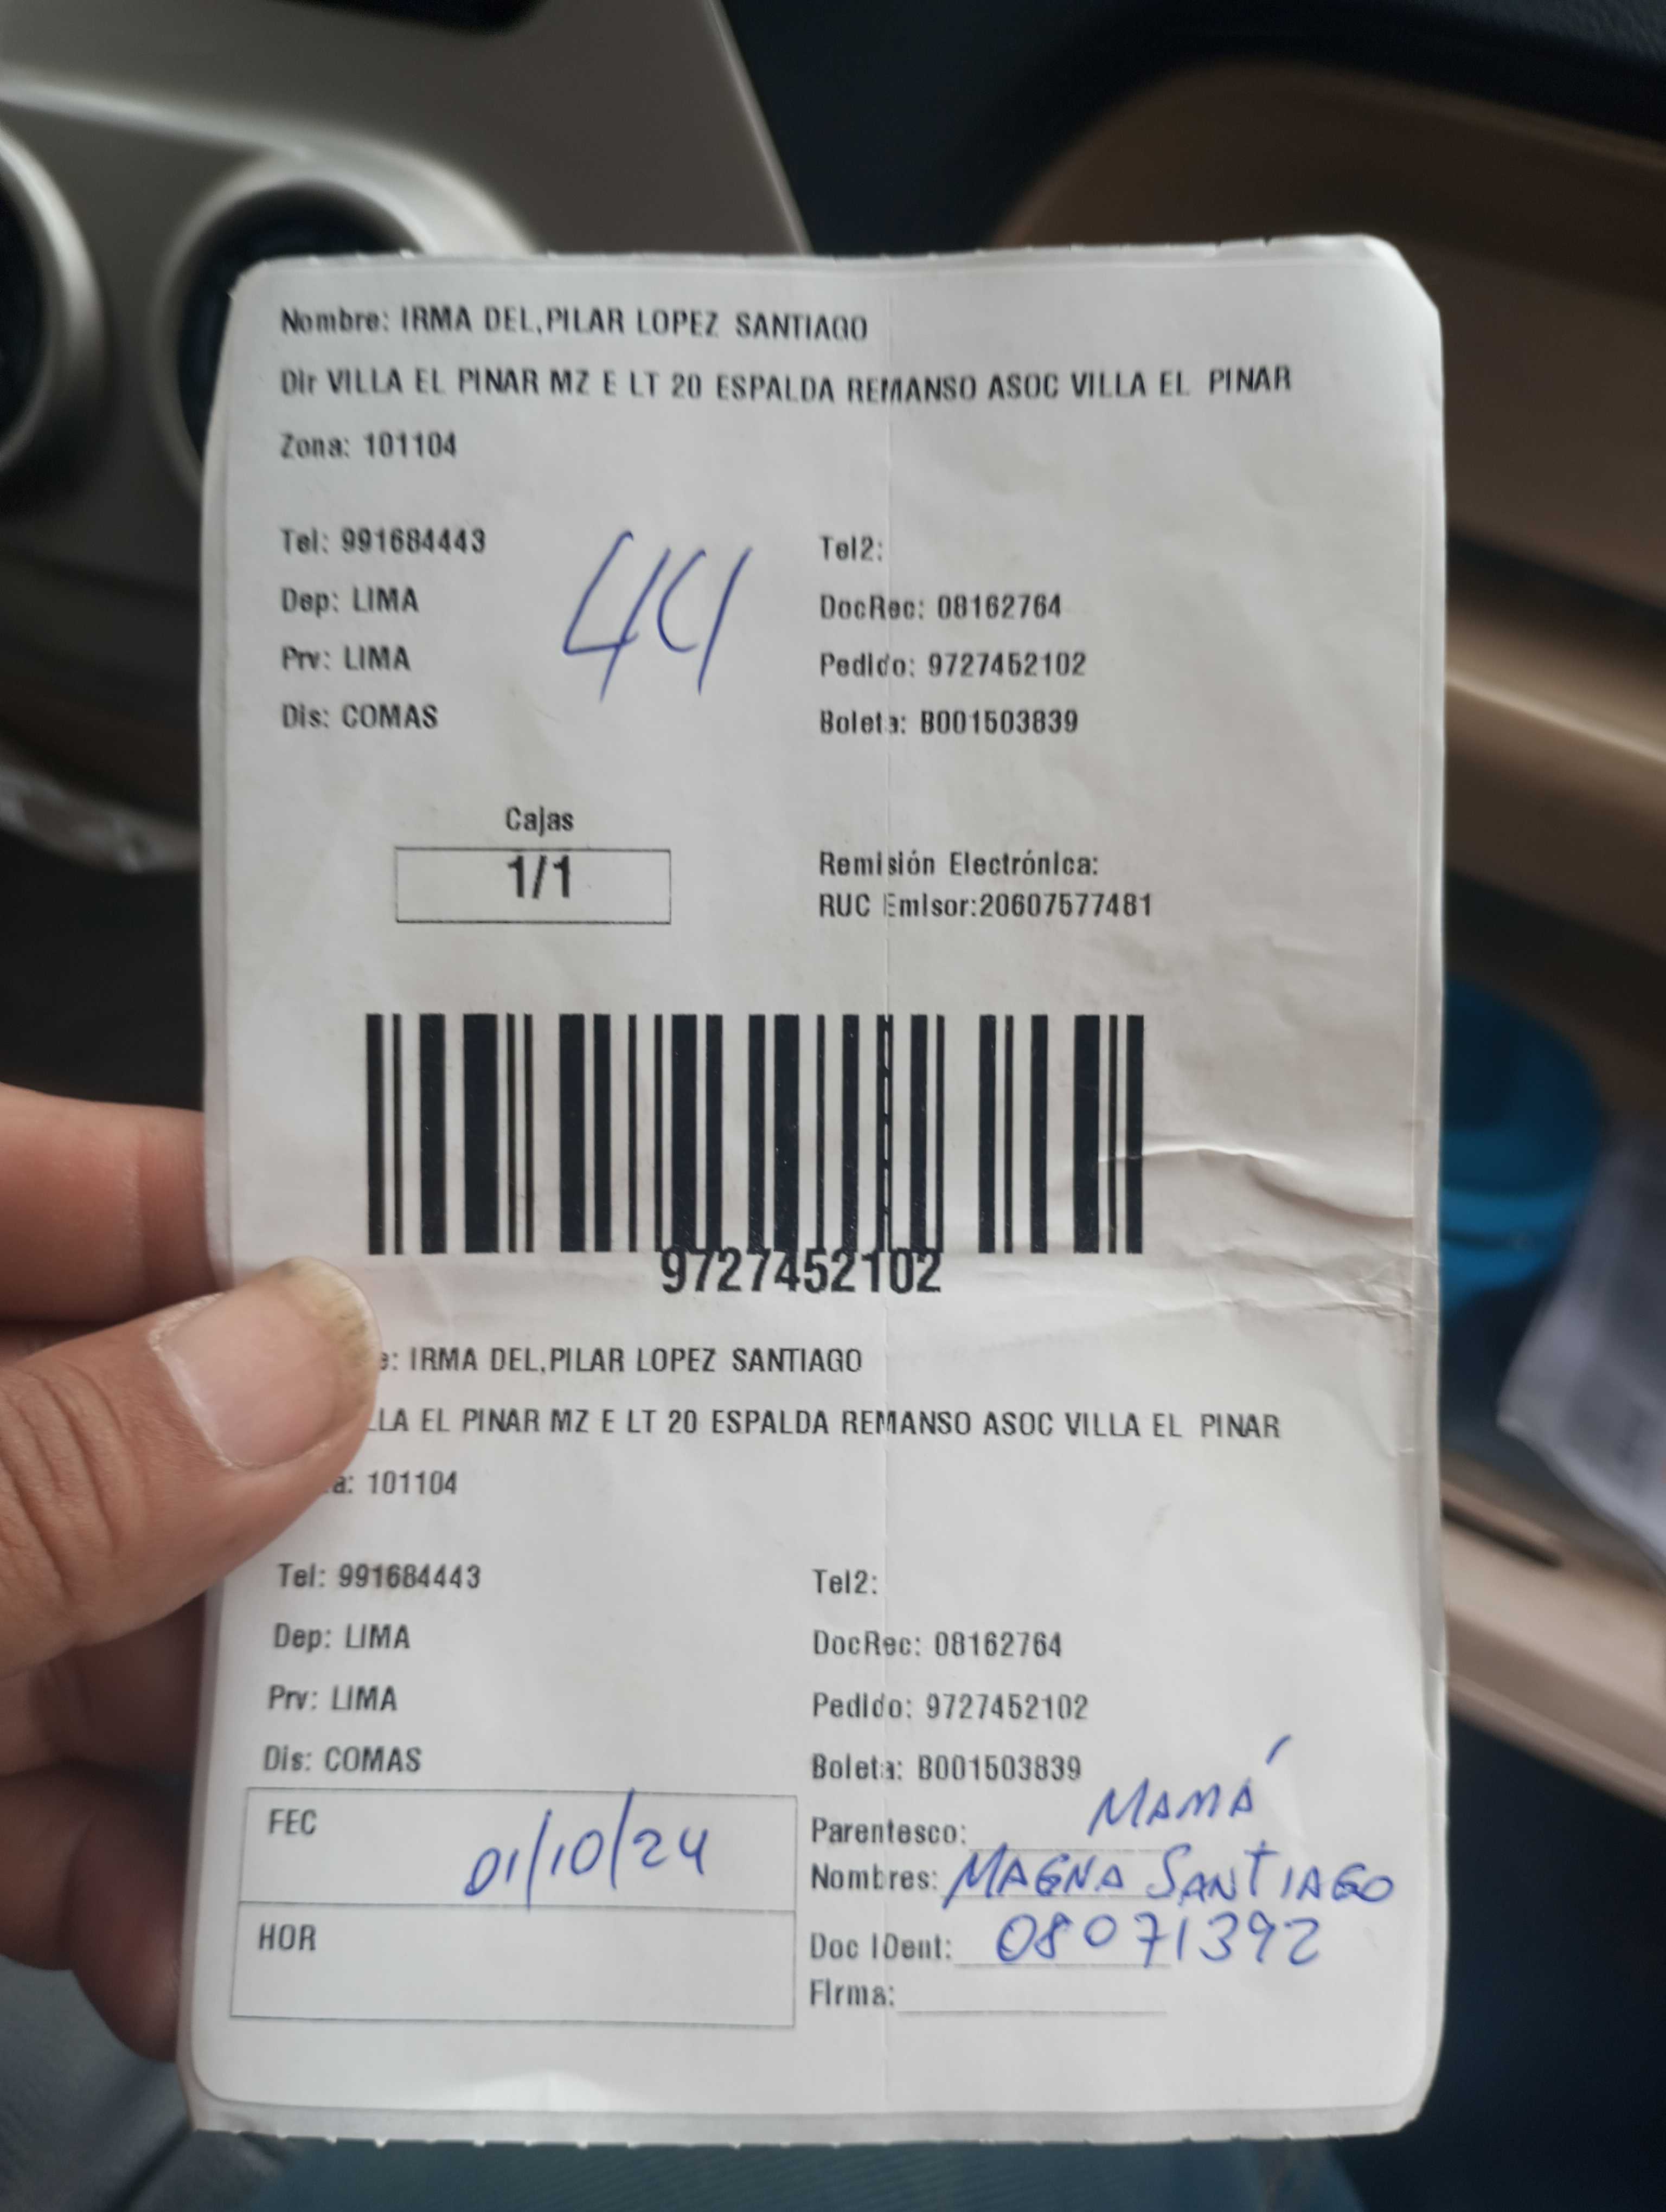 Nombre: IRMA DEL,PILAR LOPEZ SANTIAGO
Dir VILLA EL PINAR MZ E LT 20 ESPALDA REMANSO ASOC VILLA EL PINAR
Zona: 101104
Tel: 991684443
Tel2:
44
Dep: LIMA
DocRec: 08162764
Prv: LIMA
Pedido: 9727452102
Dis: COMAS
Boleta: B001503839
Cajas
1/1
Remisión Electrónica:
RUC Emisor:20607577481
9727452102
e: IRMA DEL,PILAR LOPEZ SANTIAGO
LLA EL PINAR MZ E LT 20 ESPALDA REMANSO ASOC VILLA EL PINAR
a: 101104
Tel: 991684443
Tel2:
Dep: LIMA
DocRec: 08162764
Prv: LIMA
Pedido: 9727452102
Dis: COMAS
Boleta: B001503839
FEC 01/10/24
HOR
Parentesco: MAMÁ
Nombres: MAGNA SANTIAGO
Doc IDent: 08071392
Firma: